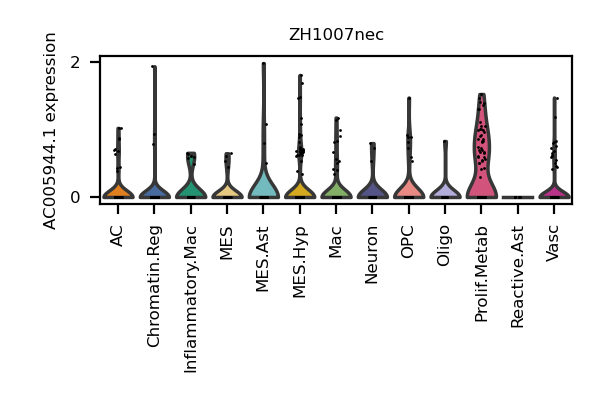 ZH1007nec
AC005944.1 expression
2
0
AC
Chromatin.Reg
Inflammatory.Mac
MES
MES.Ast
MES.Hyp
Mac
Neuron
OPC
Oligo
Prolif.Metab
Reactive.Ast
Vasc